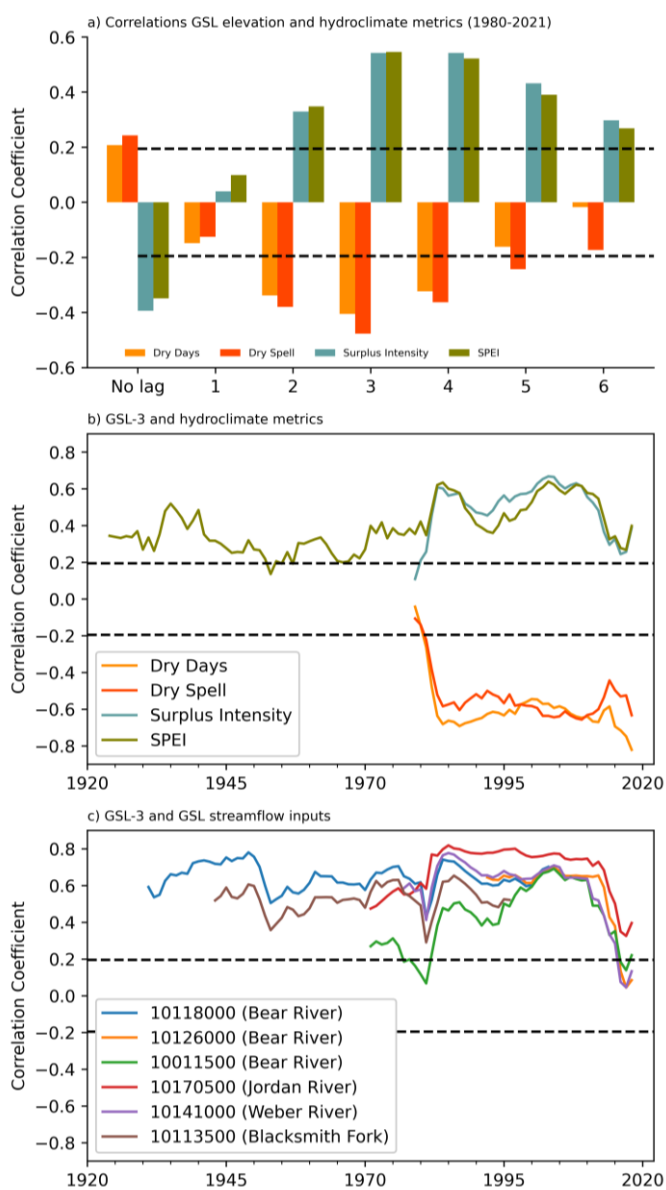 a) Correlations GSL elevation and hydroclimate metrics (1980-2021)
Correlation Coefficient
0.6
0.4
0.2
0.0
−0.2
−0.4
−0.6
Dry Days Dry Spell Surplus Intensity SPEI
No lag 1 2 3 4 5 6
b) GSL-3 and hydroclimate metrics
Correlation Coefficient
0.8
0.6
0.4
0.2
0.0
−0.2
−0.4
−0.6
−0.8
Dry Days
Dry Spell
Surplus Intensity
SPEI
1920 1945 1970 1995 2020
c) GSL-3 and GSL streamflow inputs
Correlation Coefficient
0.8
0.6
0.4
0.2
0.0
−0.2
−0.4
−0.6
−0.8
10118000 (Bear River)
10126000 (Bear River)
10011500 (Bear River)
10170500 (Jordan River)
10141000 (Weber River)
10113500 (Blacksmith Fork)
1920 1945 1970 1995 2020